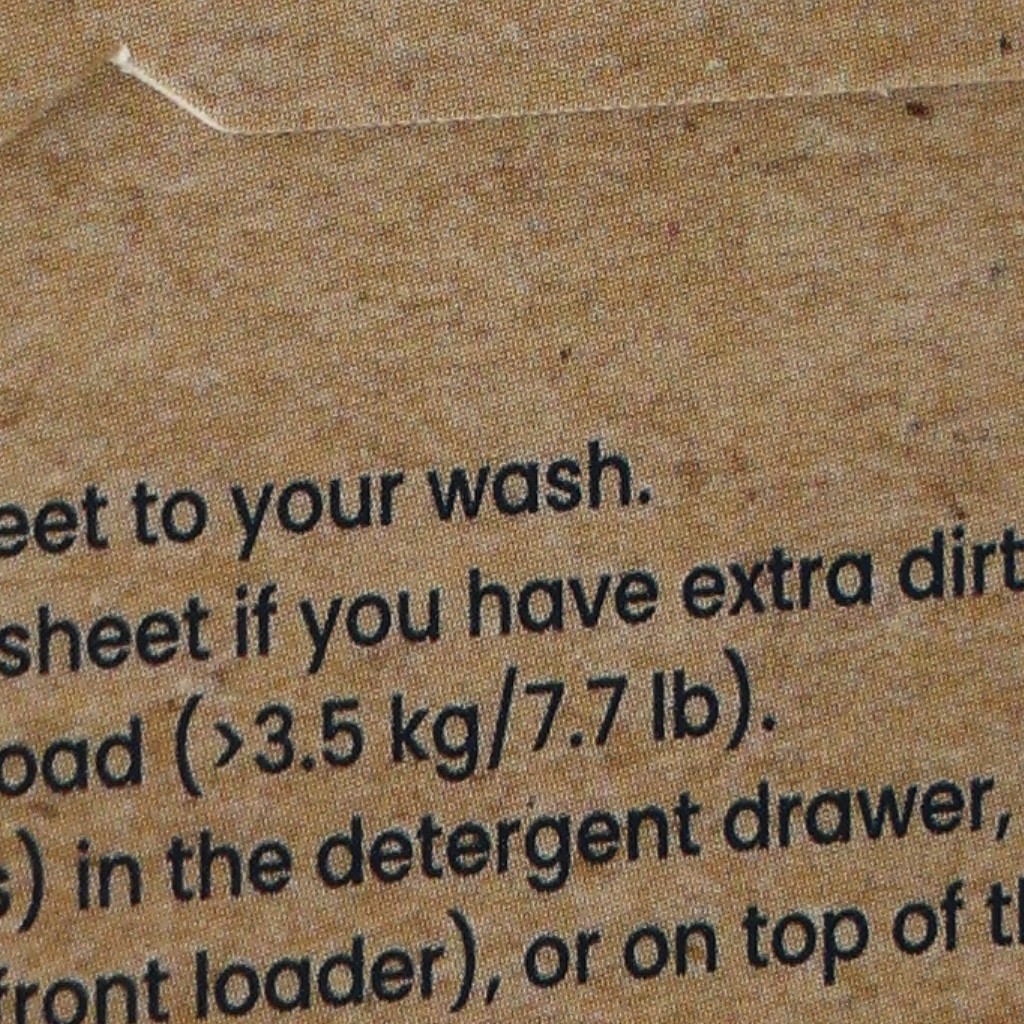 eet to your wash.
sheet if you have extra dirt
oad (>3.5 kg/7.7 lb).
s) in the detergent drawer,
front loader), or on top of th